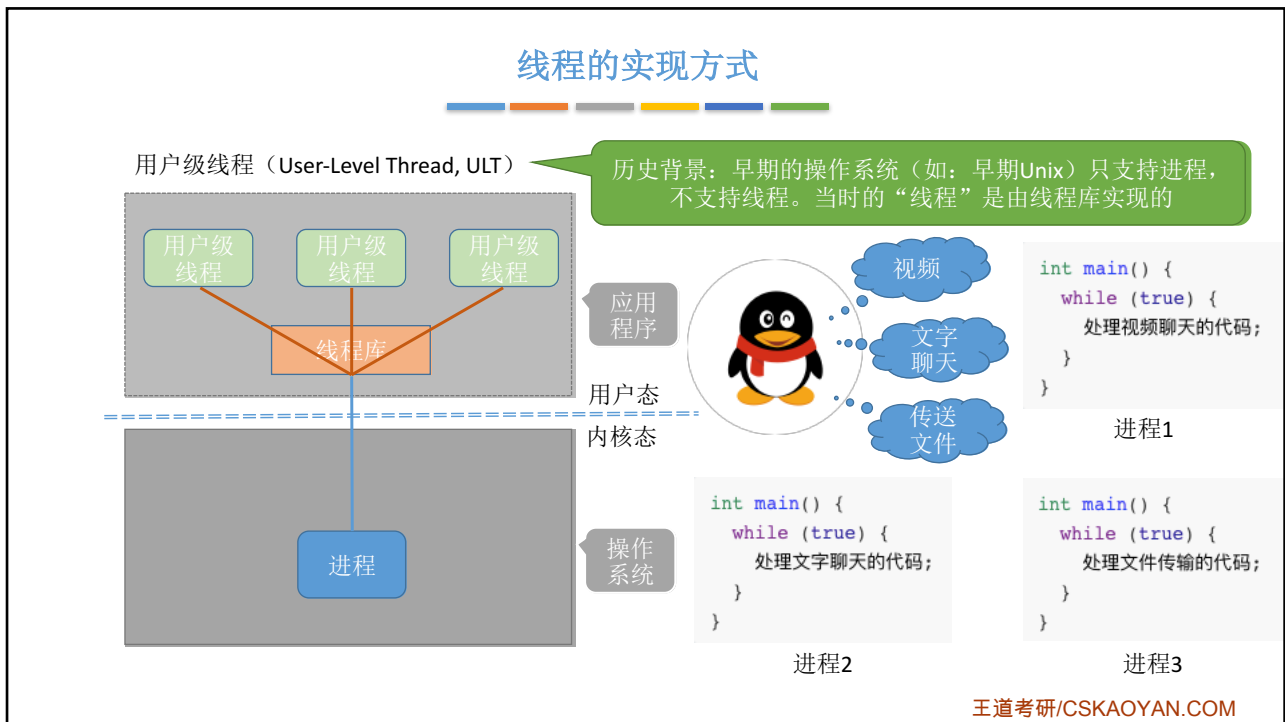 线程的实现方式
用户级线程（User-Level Thread, ULT）
历史背景：早期的操作系统（如：早期Unix）只支持进程，
不支持线程。当时的“线程”是由线程库实现的
用户级
线程
用户级
线程
用户级
线程
线程库
应用
程序
用户态
内核态
进程
操作
系统
视频
文字
聊天
传送
文件
int main() {
while (true) {
处理视频聊天的代码;
}
}
进程1
int main() {
while (true) {
处理文字聊天的代码;
}
}
进程2
int main() {
while (true) {
处理文件传输的代码;
}
}
进程3
王道考研/CSKAOYAN.COM